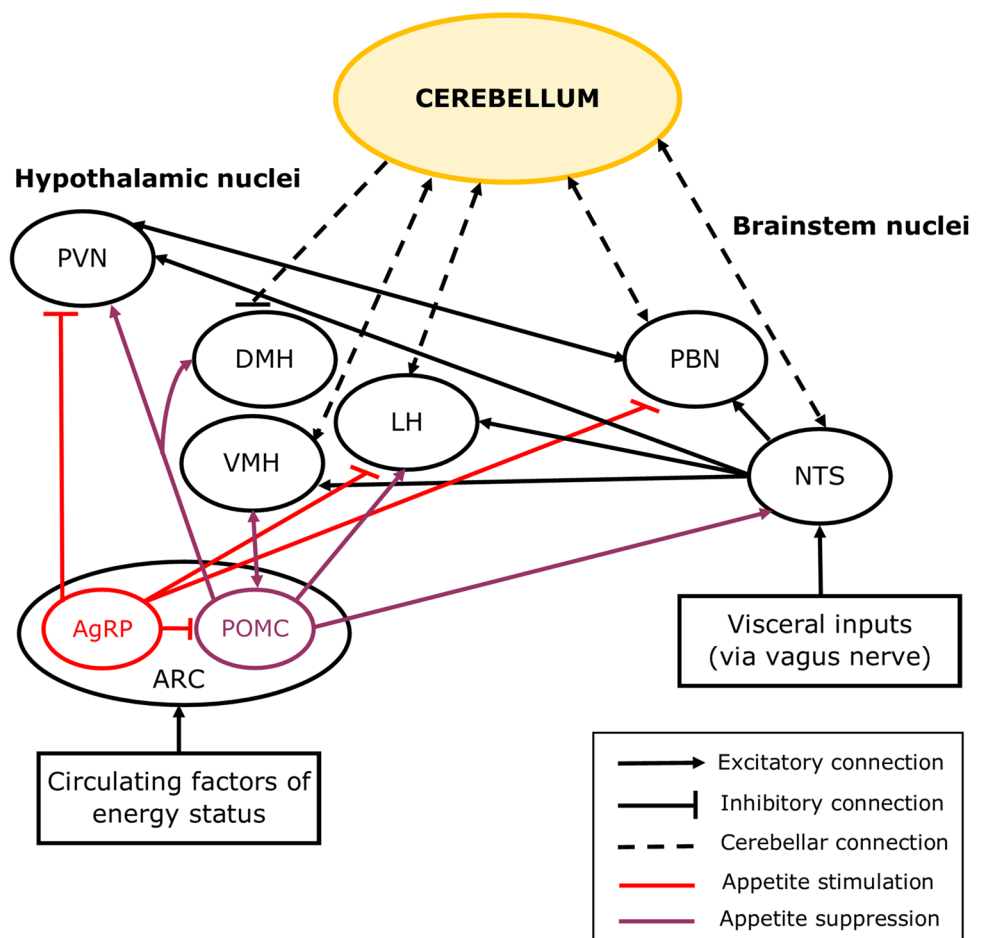 CEREBELLUM
Hypothalamic nuclei
Brainstem nuclei
PVN
DMH
PBN
LH
VMH
NTS
AgRP
POMC
ARC
Visceral inputs
(via vagus nerve)
Circulating factors of
energy status
Excitatory connection
Inhibitory connection
Cerebellar connection
Appetite stimulation
Appetite suppression